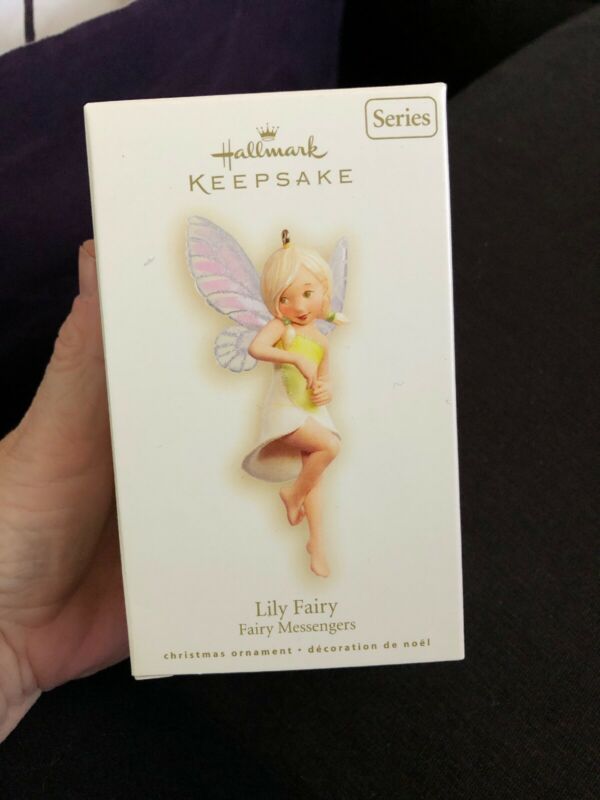 Series
Hallmark
KEEPSAKE
Lily Fairy
Fairy Messengers
christmas ornament • décoration de noël